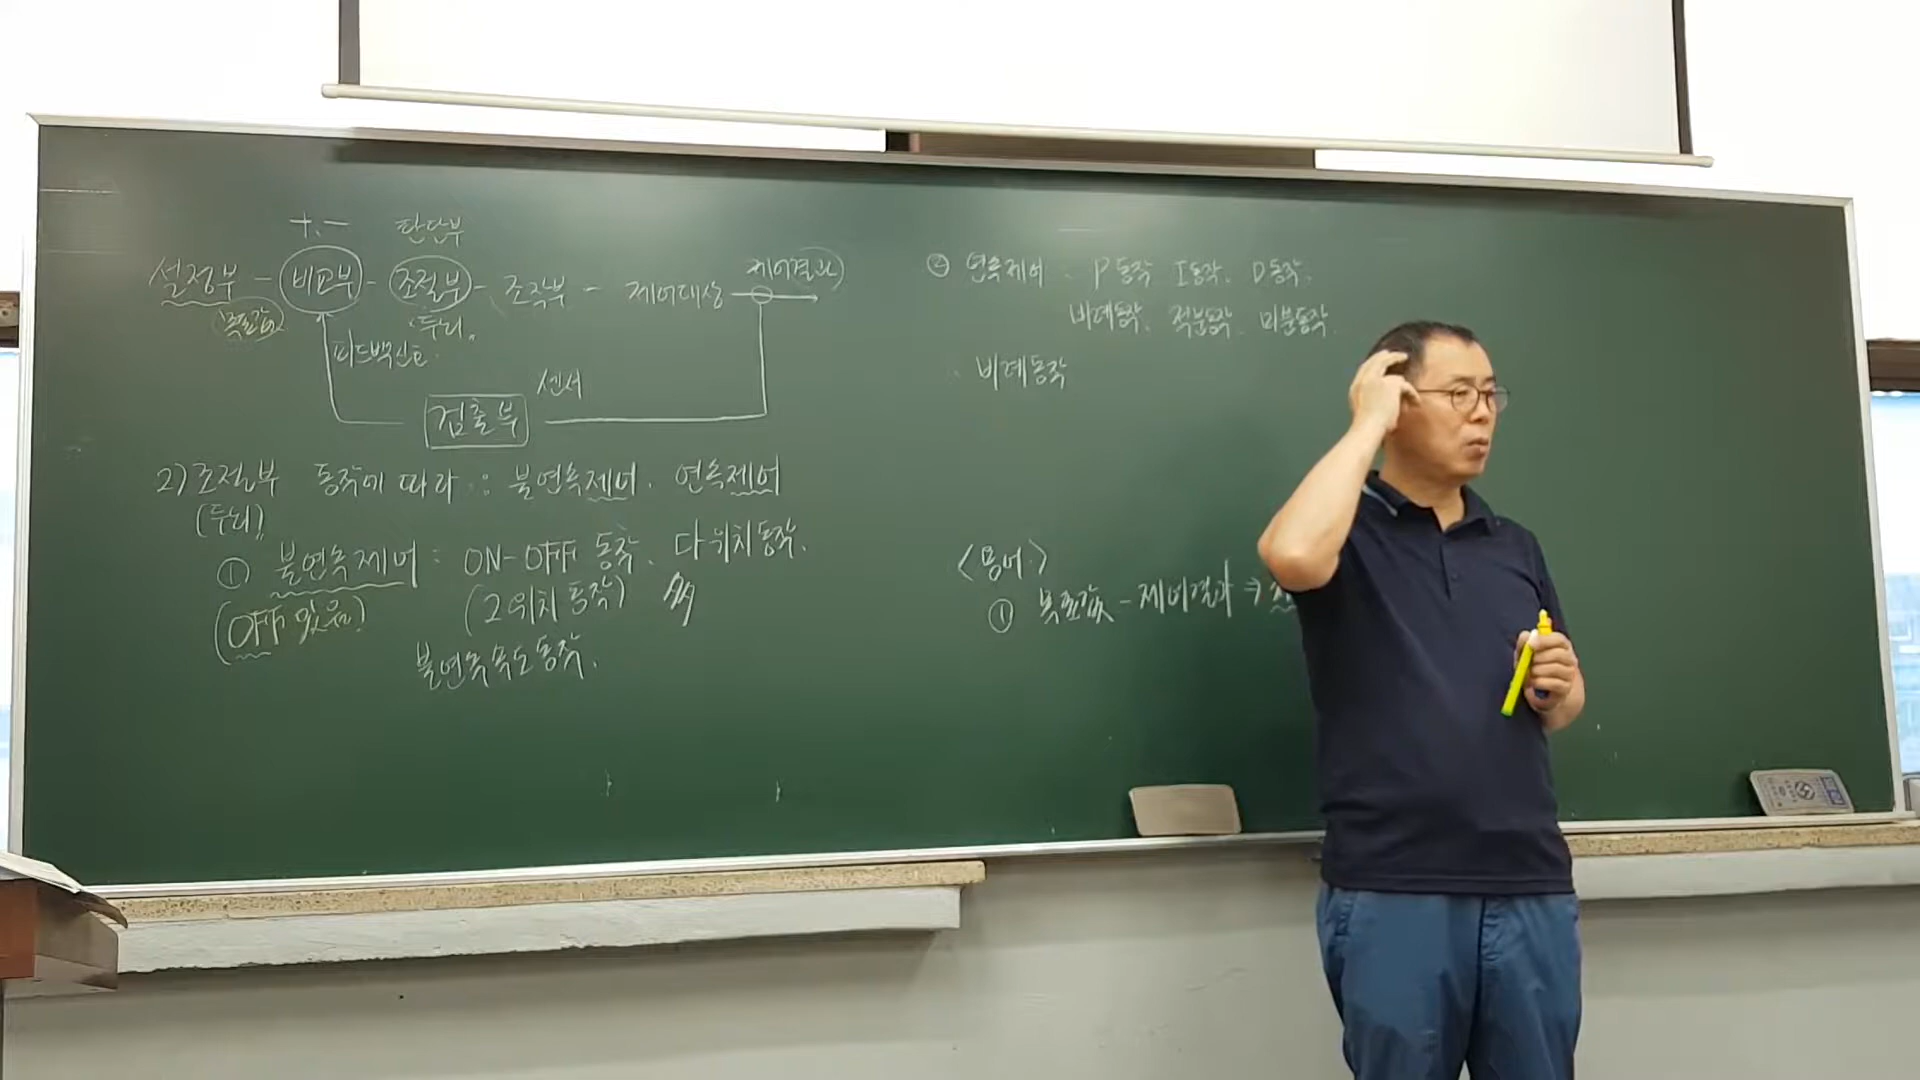 +.-  판단부
설정부 - 비교부 - 조절부 - 조작부 - 제어대상  제어결과
목표값  두뇌.
피드백신호.
센서
검출부
2) 조절부 동작에 따라 : 불연속제어. 연속제어
(두뇌)
① 불연속제어 : ON-OFF 동작. 다위치동작.
(OFF 있음) (2위치 동작) 多
불연속 속도 동작.
② 연속제어 - P동작 I동작. D동작.
비례동작. 적분동작. 미분동작.
· 비례동작
<용어.>
① 목표값 - 제어결과 ⇒